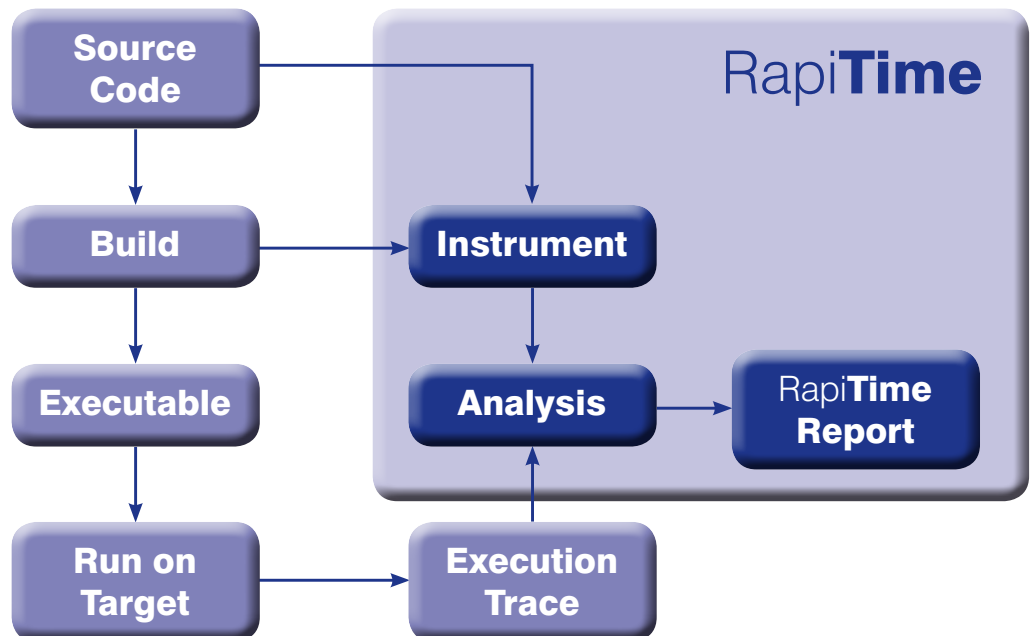 Source
Code
RapiTime
Build
Instrument
Executable
Analysis
RapiTime
Report
Run on
Target
Execution
Trace